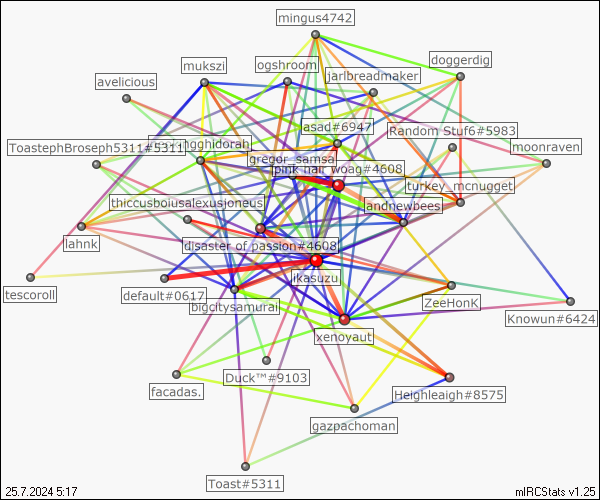 mingus4742
doggerdig
mukszi
ogshroom
jarlbreadmaker
avelicious
asad#6947
Random Stuf6#5983
ToastephBroseph5311#5311
gghidorah
moonraven
gregor_samsa
pink hair woag#4608
turkey_mcnugget
thiccusboiusalexusjoneus
andnewbees
lahnk
disaster of passion#4608
ikasuzu
tescoroll
default#0617
bigcitysamurai
ZeeHonK
Knowun#6424
xenoyaut
facadas.
Duck™#9103
Heighleigh#8575
gazpachoman
Toast#5311
25.7.2024 5:17
mIRCStats v1.25